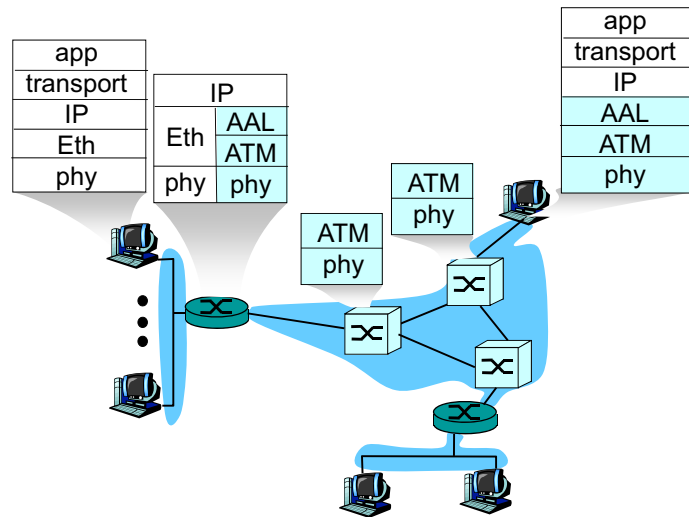 app
transport
IP
Eth
phy
IP
Eth
AAL
ATM
phy
phy
ATM
phy
ATM
phy
app
transport
IP
AAL
ATM
phy